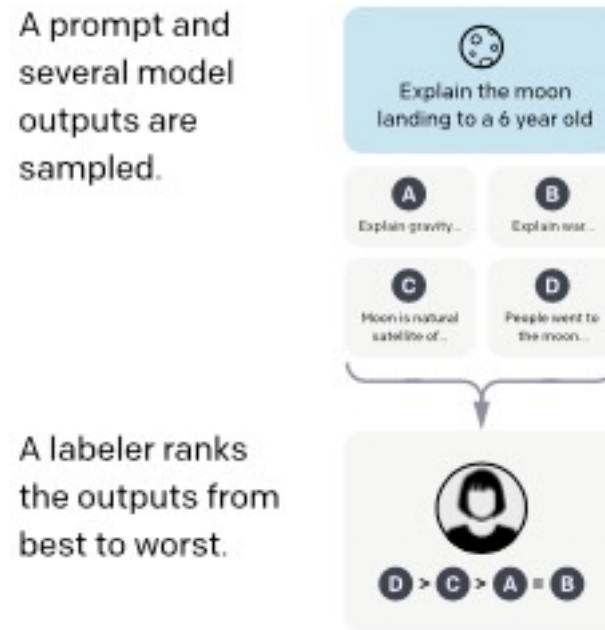 A prompt and
several model
outputs are
sampled.
Explain the moon
landing to a 6 year old
A
Explain gravity...
B
Explain war...
C
Moon is natural
satellite of...
D
People went to
the moon...
A labeler ranks
the outputs from
best to worst.
D > C > A = B